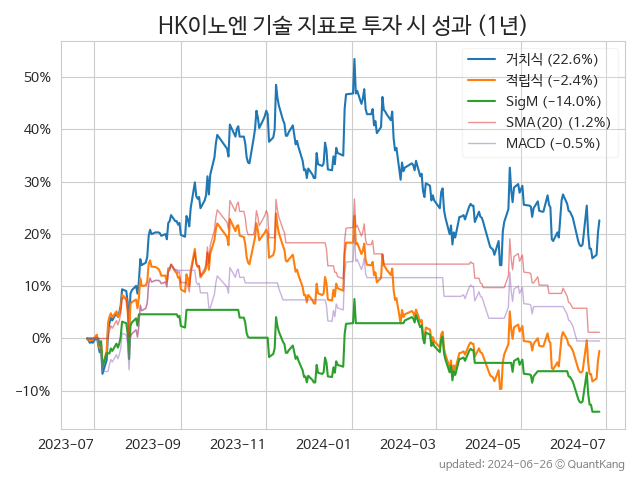 HK이노엔 기술 지표로 투자 시 성과 (1년)
거치식 (22.6%)
적립식 (−2.4%)
SigM (−14.0%)
SMA(20) (1.2%)
MACD (−0.5%)
50%
40%
30%
20%
10%
0%
−10%
2023-07 2023-09 2023-11 2024-01 2024-03 2024-05 2024-07
updated: 2024-06-26 © QuantKang